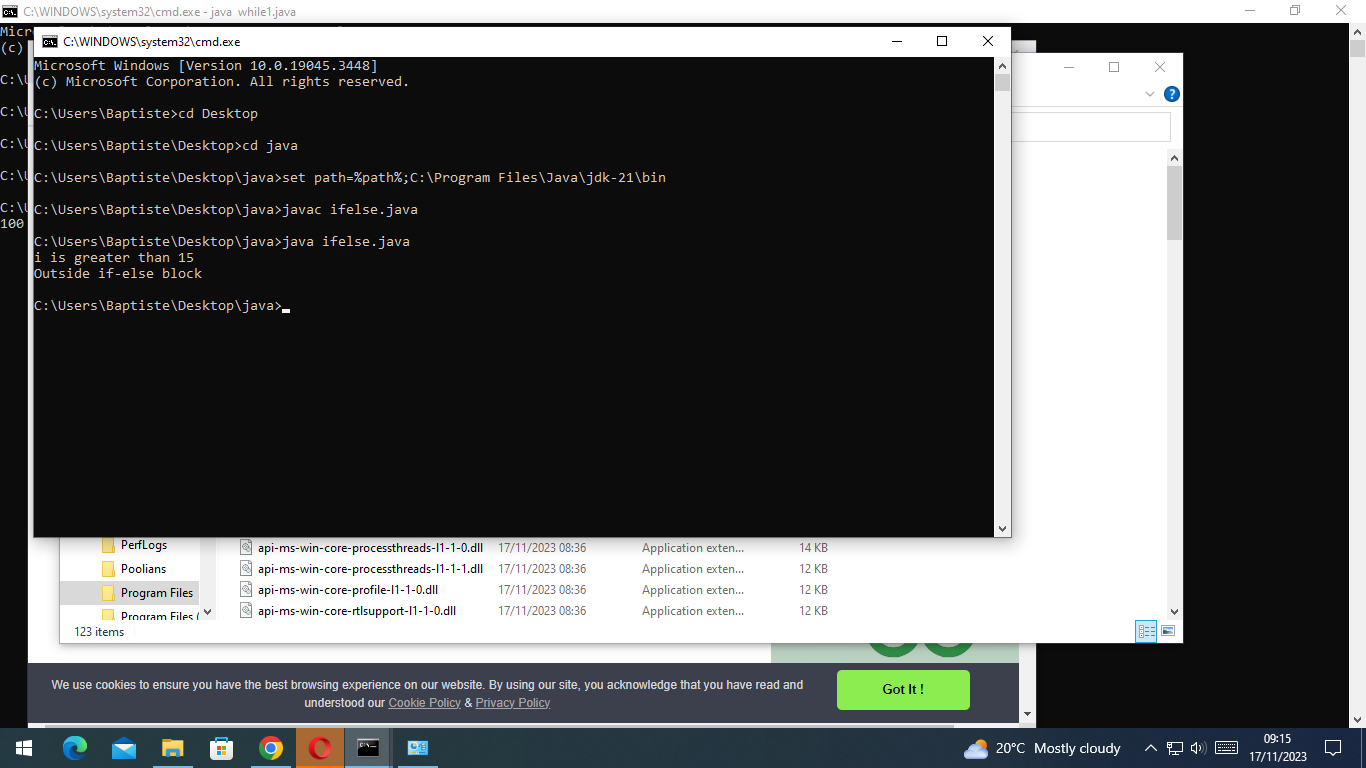 C:\WINDOWS\system32\cmd.exe - java  while1.java
Micr
(c)
C:\WINDOWS\system32\cmd.exe
Microsoft Windows [Version 10.0.19045.3448]
(c) Microsoft Corporation. All rights reserved.
C:\Users\Baptiste>cd Desktop
C:\Users\Baptiste\Desktop>cd java
C:\Users\Baptiste\Desktop\java>set path=%path%;C:\Program Files\Java\jdk-21\bin
C:\Users\Baptiste\Desktop\java>javac ifelse.java
C:\Users\Baptiste\Desktop\java>java ifelse.java
i is greater than 15
Outside if-else block
C:\Users\Baptiste\Desktop\java>
C:\U
C:\U
C:\U
C:\U
C:\U
100
PerfLogs
Poolians
Program Files
Program Files (
api-ms-win-core-processthreads-l1-1-0.dll 17/11/2023 08:36 Application exten... 14 KB
api-ms-win-core-processthreads-l1-1-1.dll 17/11/2023 08:36 Application exten... 12 KB
api-ms-win-core-profile-l1-1-0.dll 17/11/2023 08:36 Application exten... 12 KB
api-ms-win-core-rtlsupport-l1-1-0.dll 17/11/2023 08:36 Application exten... 12 KB
123 items
We use cookies to ensure you have the best browsing experience on our website. By using our site, you acknowledge that you have read and
understood our Cookie Policy & Privacy Policy
Got It !
20°C Mostly cloudy
09:15
17/11/2023